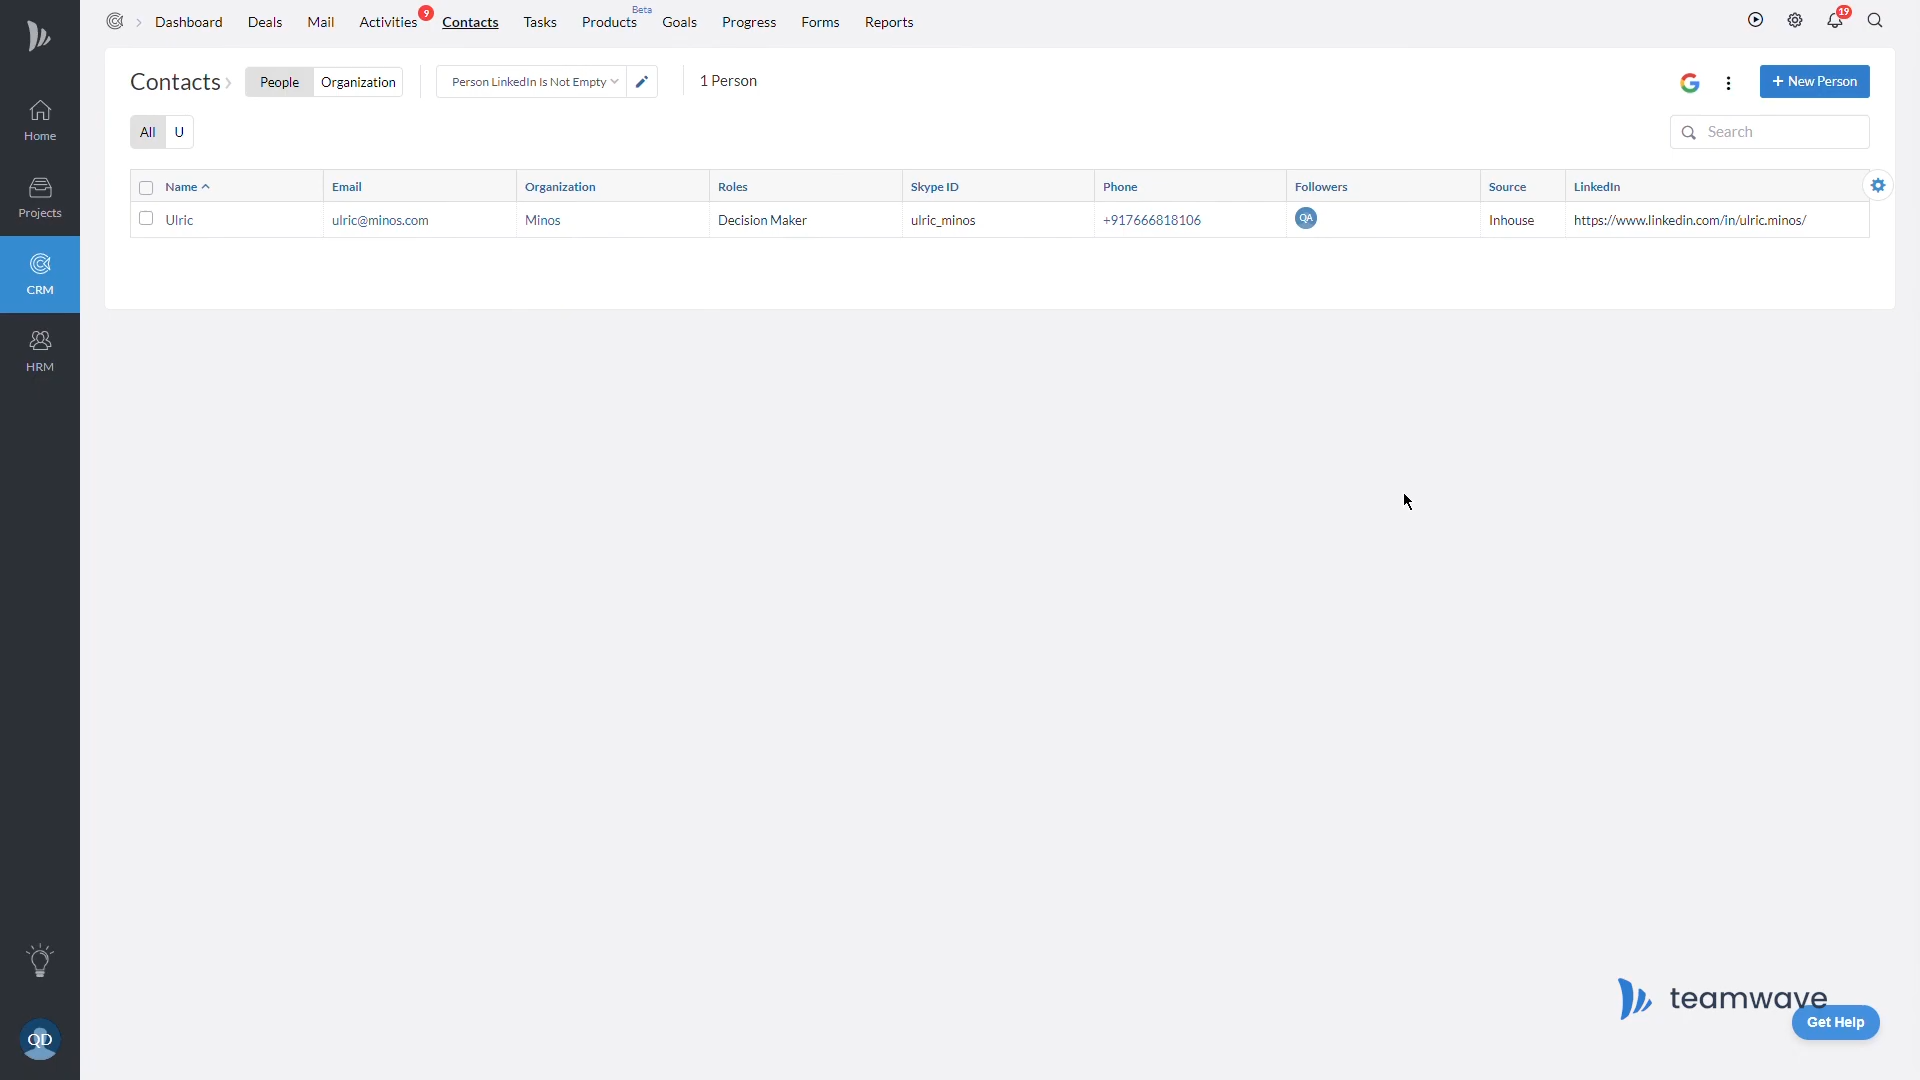 Dashboard Deals Mail Activities 9 Contacts Tasks Products Beta Goals Progress Forms Reports 19
Contacts People Organization Person LinkedIn Is Not Empty 1 Person G + New Person
All U Search
Name Email Organization Roles Skype ID Phone Followers Source LinkedIn
Ulric ulric@minos.com Minos Decision Maker ulric_minos +917666818106 QA Inhouse https://www.linkedin.com/in/ulric.minos/
Home
Projects
CRM
HRM
QD
teamwave
Get Help